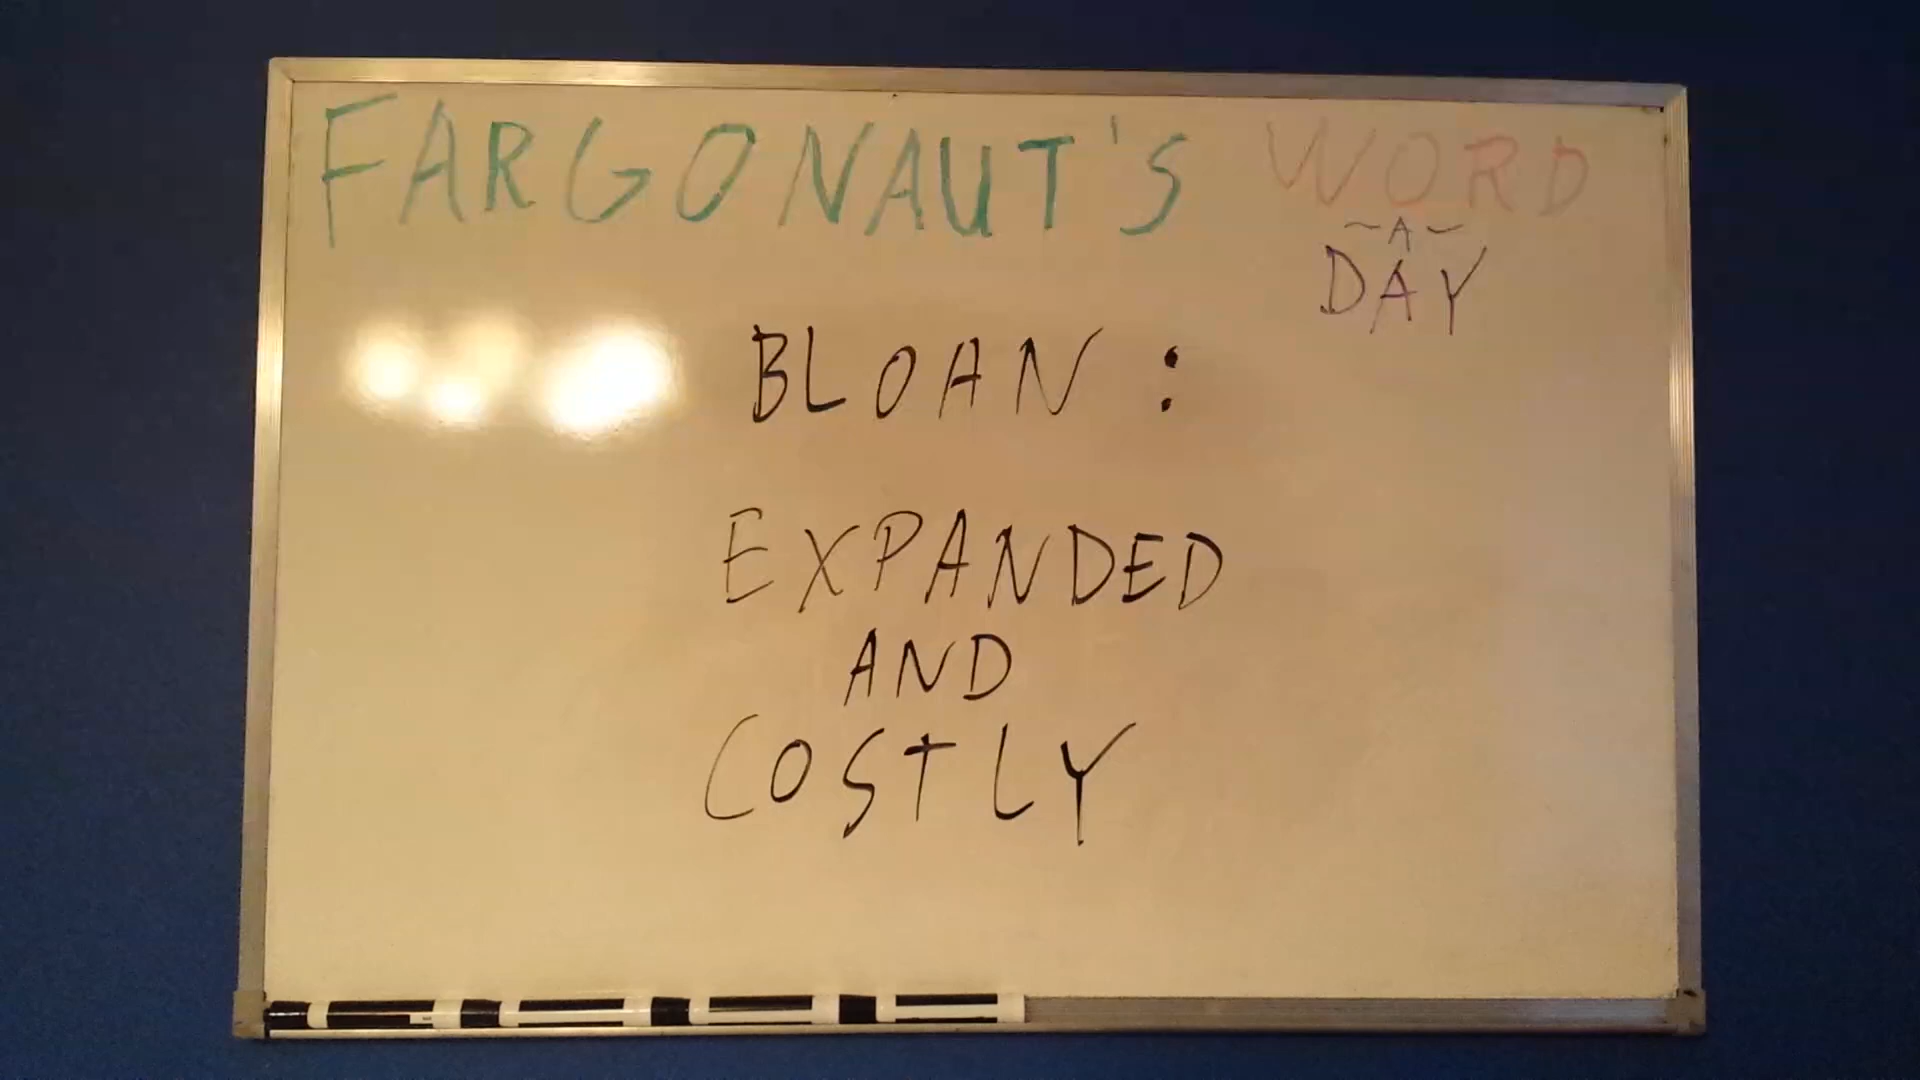 FARGONAUT'S WORD
~A~
DAY
BLOAN :
EXPANDED
AND
COSTLY